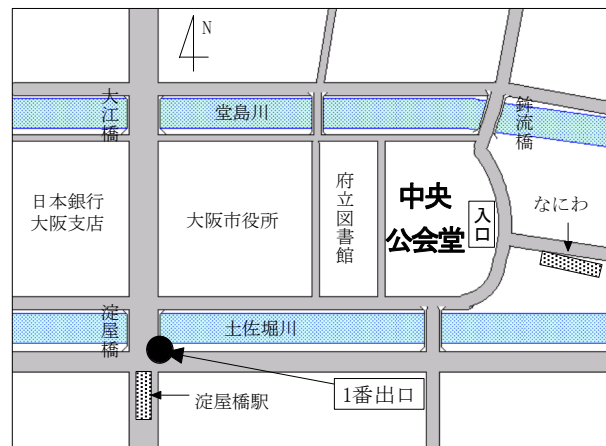 N
大江橋
堂島川
鉾流橋
日本銀行
大阪支店
大阪市役所
府立図書館
中央
公会堂
入口
なにわ
淀屋橋
土佐堀川
淀屋橋駅
1番出口